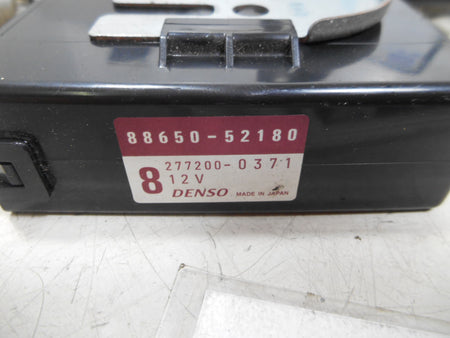 88650-52180
8 277200-0371
12V
DENSO MADE IN JAPAN